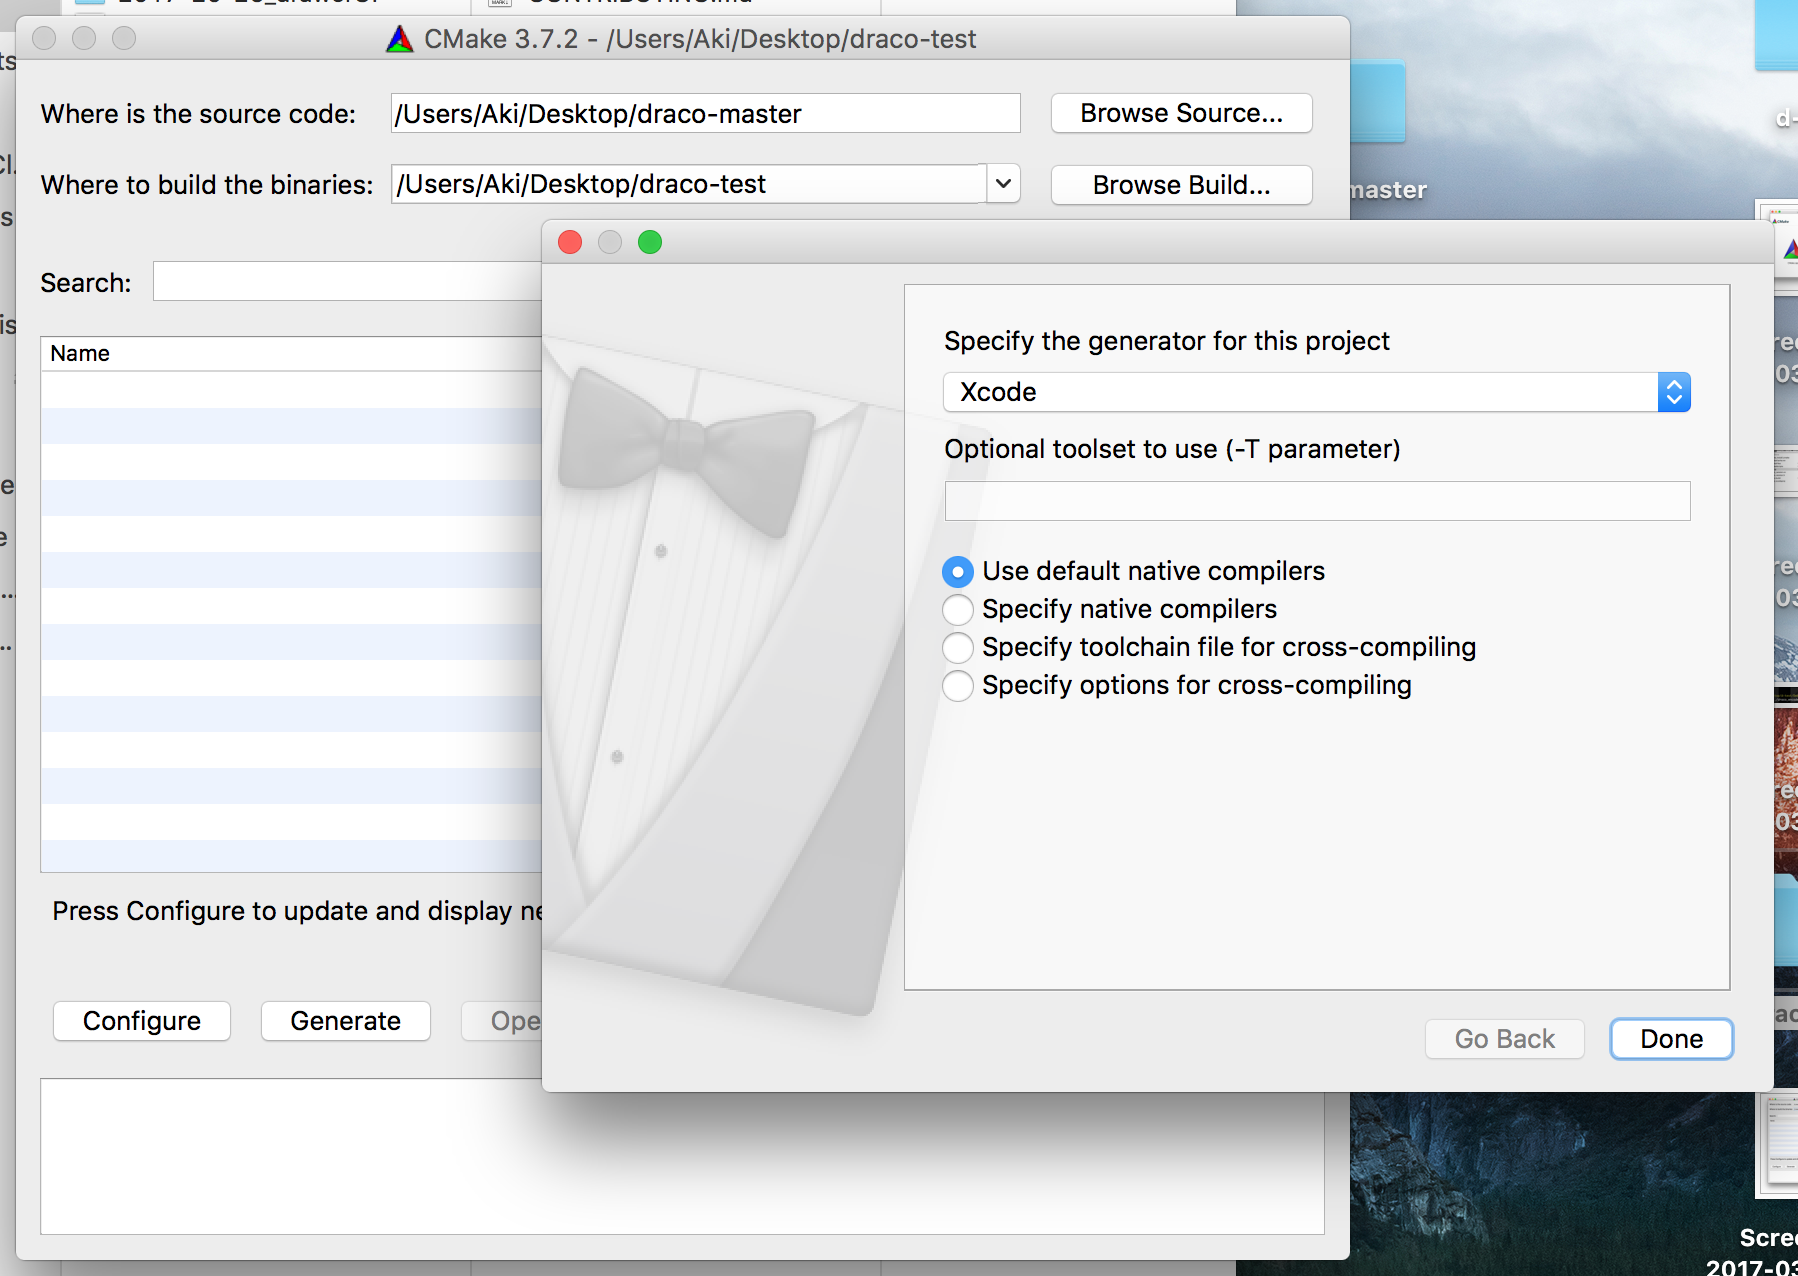 CMake 3.7.2 - /Users/Aki/Desktop/draco-test
Where is the source code:
/Users/Aki/Desktop/draco-master
Browse Source...
Where to build the binaries:
/Users/Aki/Desktop/draco-test
Browse Build...
master
Search:
Name
Specify the generator for this project
Xcode
Optional toolset to use (-T parameter)
Use default native compilers
Specify native compilers
Specify toolchain file for cross-compiling
Specify options for cross-compiling
Press Configure to update and display ne
Configure
Generate
Ope
Go Back
Done
Scre
2017-03